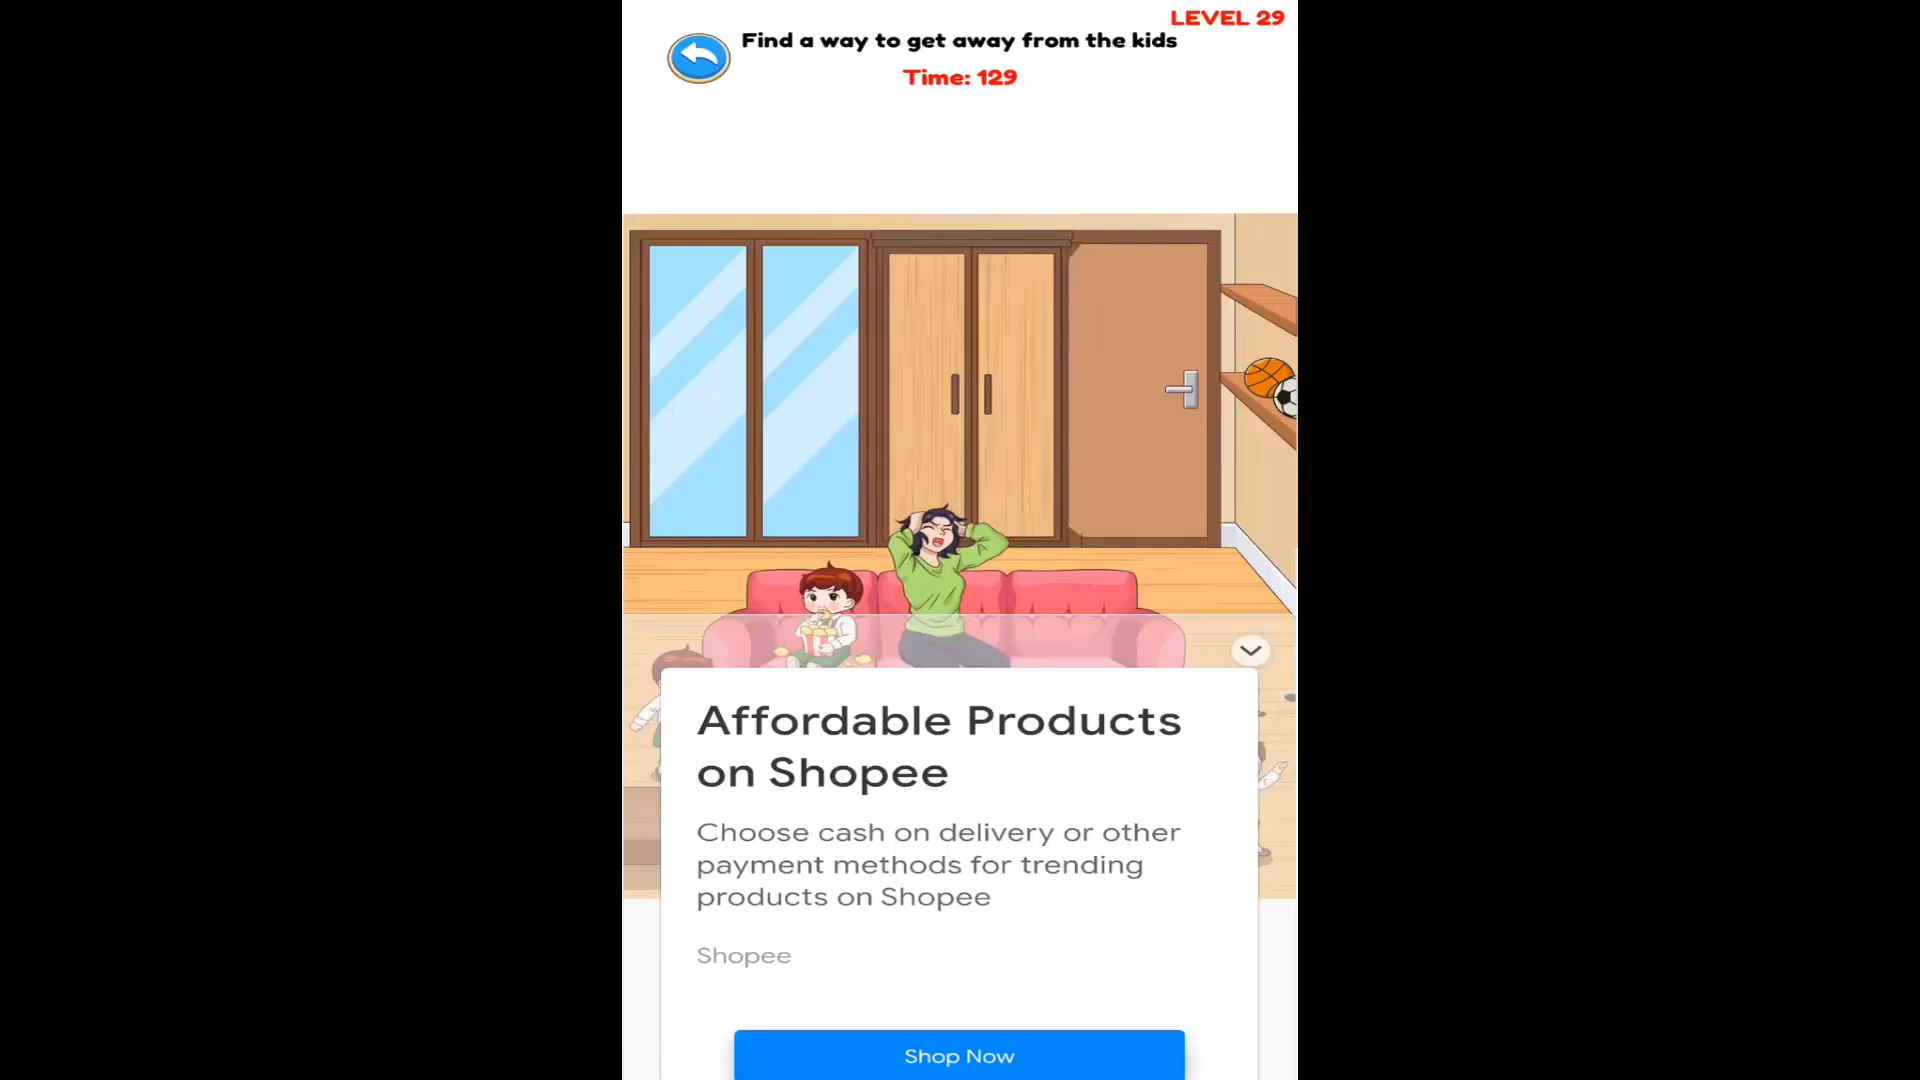 LEVEL 29
Find a way to get away from the kids
Time: 129
Affordable Products
on Shopee
Choose cash on delivery or other
payment methods for trending
products on Shopee
Shopee
Shop Now